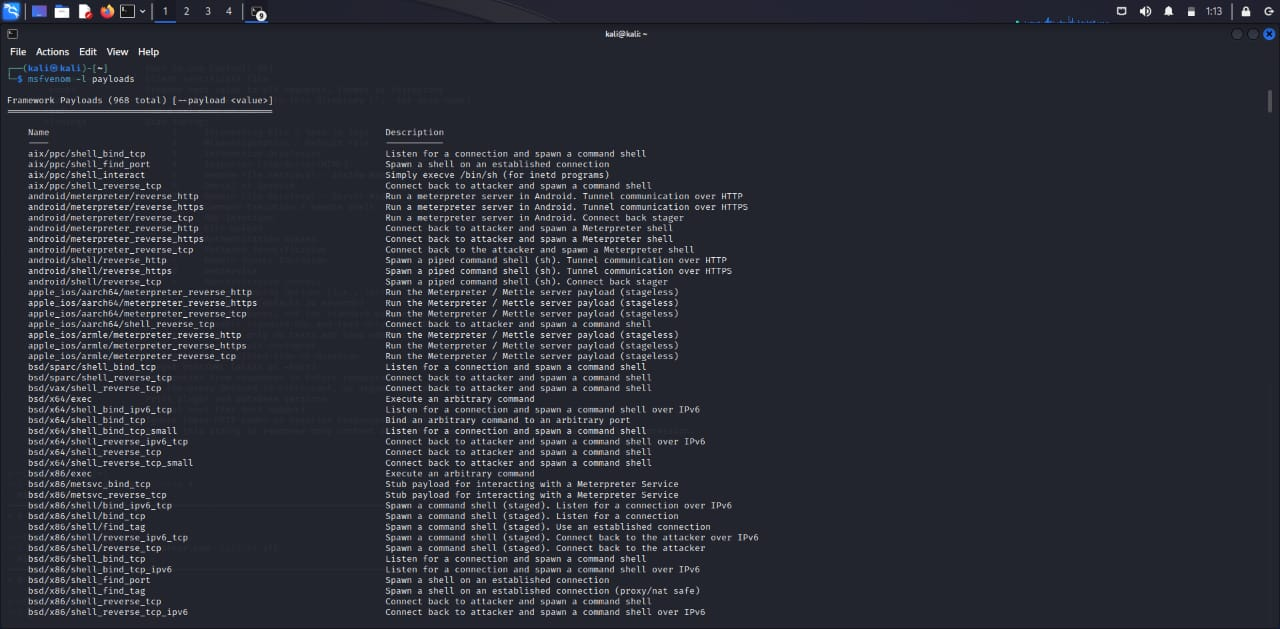 1 2 3 4 9 1:13
kali@kali: ~
File Actions Edit View Help
(kali㉿kali)-[~]
$ msfvenom -l payloads
Framework Payloads (968 total) [--payload <value>]
Name Description
aix/ppc/shell_bind_tcp Listen for a connection and spawn a command shell
aix/ppc/shell_find_port Spawn a shell on an established connection
aix/ppc/shell_interact Simply execve /bin/sh (for inetd programs)
aix/ppc/shell_reverse_tcp Connect back to attacker and spawn a command shell
android/meterpreter/reverse_http Run a meterpreter server in Android. Tunnel communication over HTTP
android/meterpreter/reverse_https Run a meterpreter server in Android. Tunnel communication over HTTPS
android/meterpreter/reverse_tcp Run a meterpreter server in Android. Connect back stager
android/meterpreter_reverse_http Connect back to attacker and spawn a Meterpreter shell
android/meterpreter_reverse_https Connect back to attacker and spawn a Meterpreter shell
android/meterpreter_reverse_tcp Connect back to the attacker and spawn a Meterpreter shell
android/shell/reverse_http Spawn a piped command shell (sh). Tunnel communication over HTTP
android/shell/reverse_https Spawn a piped command shell (sh). Tunnel communication over HTTPS
android/shell/reverse_tcp Spawn a piped command shell (sh). Connect back stager
apple_ios/aarch64/meterpreter_reverse_http Run the Meterpreter / Mettle server payload (stageless)
apple_ios/aarch64/meterpreter_reverse_https Run the Meterpreter / Mettle server payload (stageless)
apple_ios/aarch64/meterpreter_reverse_tcp Run the Meterpreter / Mettle server payload (stageless)
apple_ios/aarch64/shell_reverse_tcp Connect back to attacker and spawn a command shell
apple_ios/armle/meterpreter_reverse_http Run the Meterpreter / Mettle server payload (stageless)
apple_ios/armle/meterpreter_reverse_https Run the Meterpreter / Mettle server payload (stageless)
apple_ios/armle/meterpreter_reverse_tcp Run the Meterpreter / Mettle server payload (stageless)
bsd/sparc/shell_bind_tcp Listen for a connection and spawn a command shell
bsd/sparc/shell_reverse_tcp Connect back to attacker and spawn a command shell
bsd/vax/shell_reverse_tcp Connect back to attacker and spawn a command shell
bsd/x64/exec Execute an arbitrary command
bsd/x64/shell_bind_ipv6_tcp Listen for a connection and spawn a command shell over IPv6
bsd/x64/shell_bind_tcp Bind an arbitrary command to an arbitrary port
bsd/x64/shell_bind_tcp_small Listen for a connection and spawn a command shell
bsd/x64/shell_reverse_ipv6_tcp Connect back to attacker and spawn a command shell over IPv6
bsd/x64/shell_reverse_tcp Connect back to attacker and spawn a command shell
bsd/x64/shell_reverse_tcp_small Connect back to attacker and spawn a command shell
bsd/x86/exec Execute an arbitrary command
bsd/x86/metsvc_bind_tcp Stub payload for interacting with a Meterpreter Service
bsd/x86/metsvc_reverse_tcp Stub payload for interacting with a Meterpreter Service
bsd/x86/shell/bind_ipv6_tcp Spawn a command shell (staged). Listen for a connection over IPv6
bsd/x86/shell/bind_tcp Spawn a command shell (staged). Listen for a connection
bsd/x86/shell/find_tag Spawn a command shell (staged). Use an established connection
bsd/x86/shell/reverse_ipv6_tcp Spawn a command shell (staged). Connect back to the attacker over IPv6
bsd/x86/shell/reverse_tcp Spawn a command shell (staged). Connect back to the attacker
bsd/x86/shell_bind_tcp Listen for a connection and spawn a command shell
bsd/x86/shell_bind_tcp_ipv6 Listen for a connection and spawn a command shell over IPv6
bsd/x86/shell_find_port Spawn a shell on an established connection
bsd/x86/shell_find_tag Spawn a shell on an established connection (proxy/nat safe)
bsd/x86/shell_reverse_tcp Connect back to attacker and spawn a command shell
bsd/x86/shell_reverse_tcp_ipv6 Connect back to attacker and spawn a command shell over IPv6